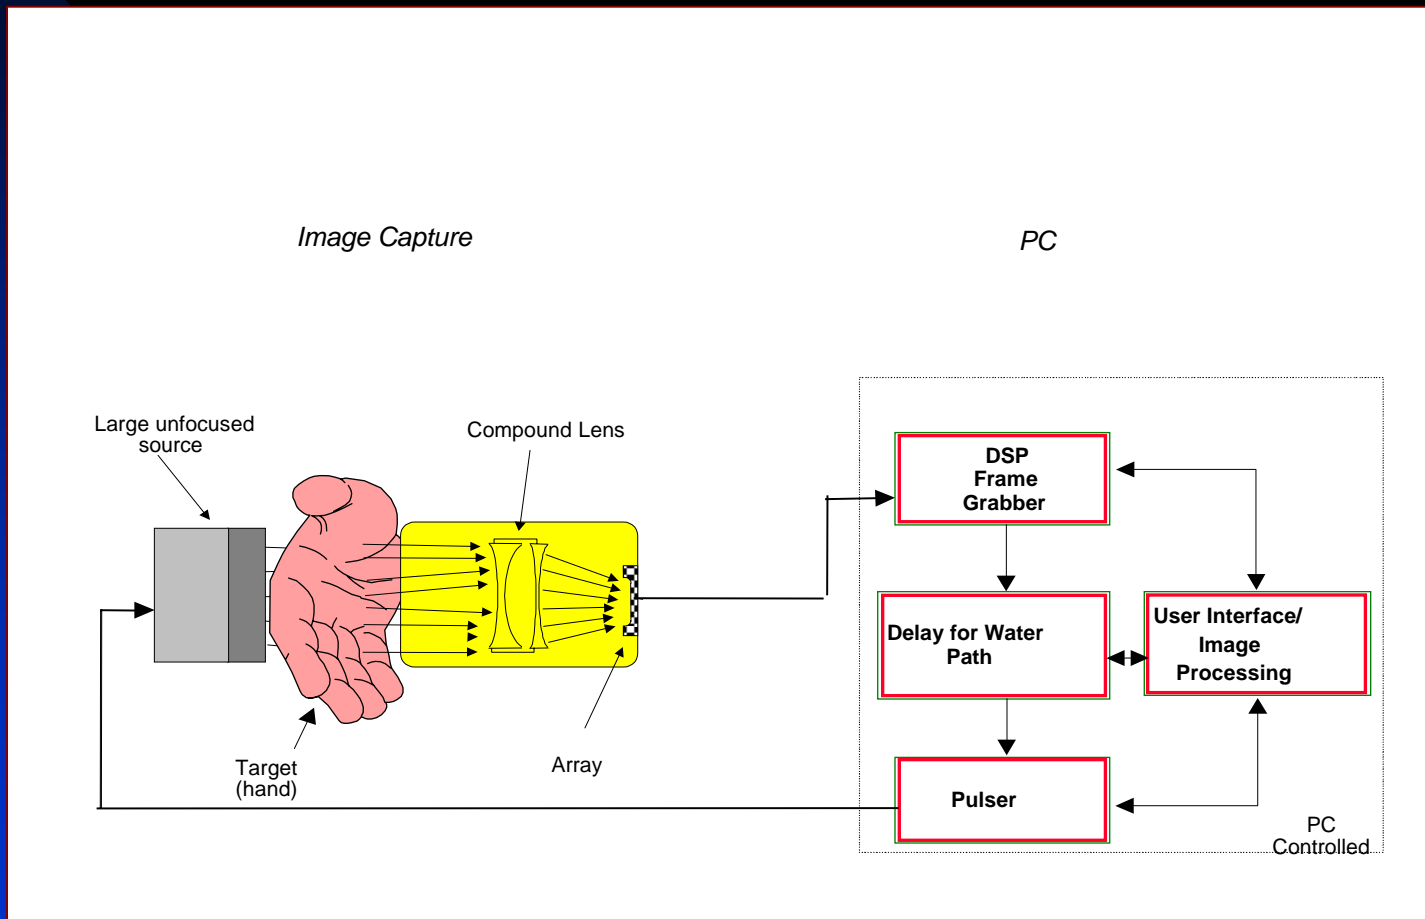 Image Capture
PC
Large unfocused
source
Compound Lens
DSP
Frame
Grabber
Delay for Water
Path
User Interface/
Image
Processing
Target
(hand)
Array
Pulser
PC
Controlled